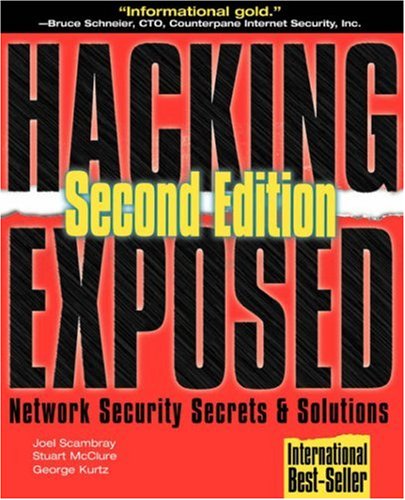 “Informational gold.”
—Bruce Schneier, CTO, Counterpane Internet Security, Inc.
HACKING
Second Edition
EXPOSED
Network Security Secrets & Solutions
Joel Scambray
Stuart McClure
George Kurtz
International
Best-Seller